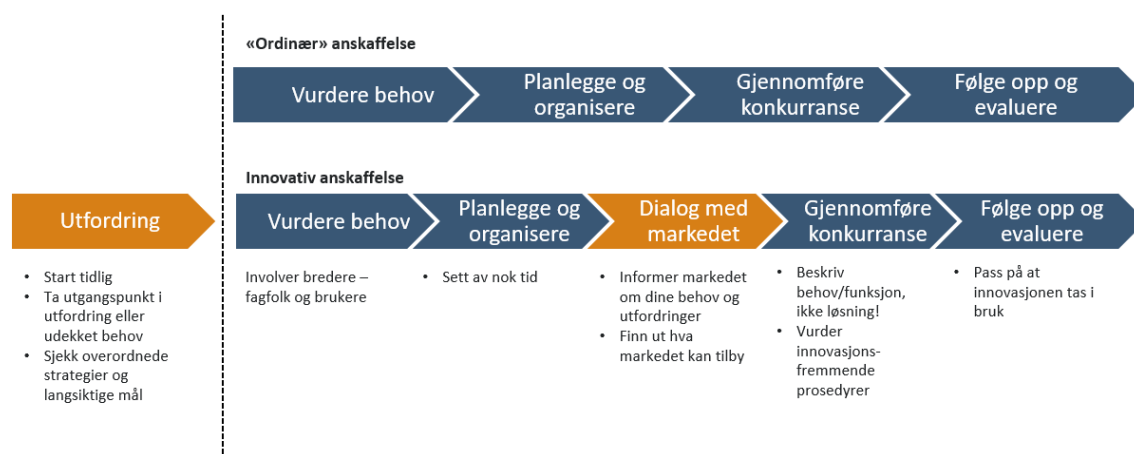 «Ordinær» anskaffelse
Vurdere behov
Planlegge og
organisere
Gjennomføre
konkurranse
Følge opp og
evaluere
Innovativ anskaffelse
Utfordring
Vurdere behov
Planlegge og
organisere
Dialog med
markedet
Gjennomføre
konkurranse
Følge opp og
evaluere
• Start tidlig
• Ta utgangspunkt i
utfordring eller
udekket behov
• Sjekk overordnede
strategier og
langsiktige mål
Involver bredere –
fagfolk og brukere
• Sett av nok tid
• Informer markedet
om dine behov og
utfordringer
• Finn ut hva
markedet kan tilby
• Beskriv
behov/funksjon,
ikke løsning!
• Vurder
innovasjons-
fremmende
prosedyrer
• Pass på at
innovasjonen tas i
bruk